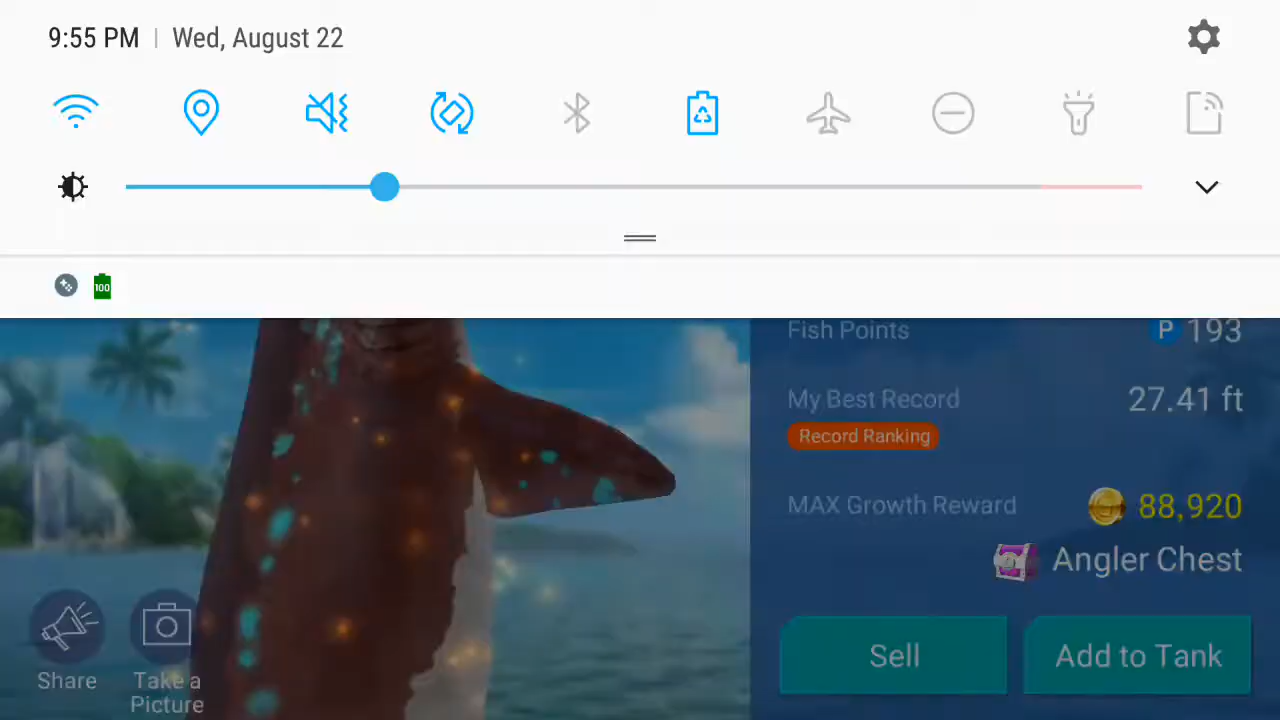 9:55 PM | Wed, August 22
100
Fish Points P 193
My Best Record 27.41 ft
Record Ranking
MAX Growth Reward 88,920
Angler Chest
Share
Take a
Picture
Sell
Add to Tank